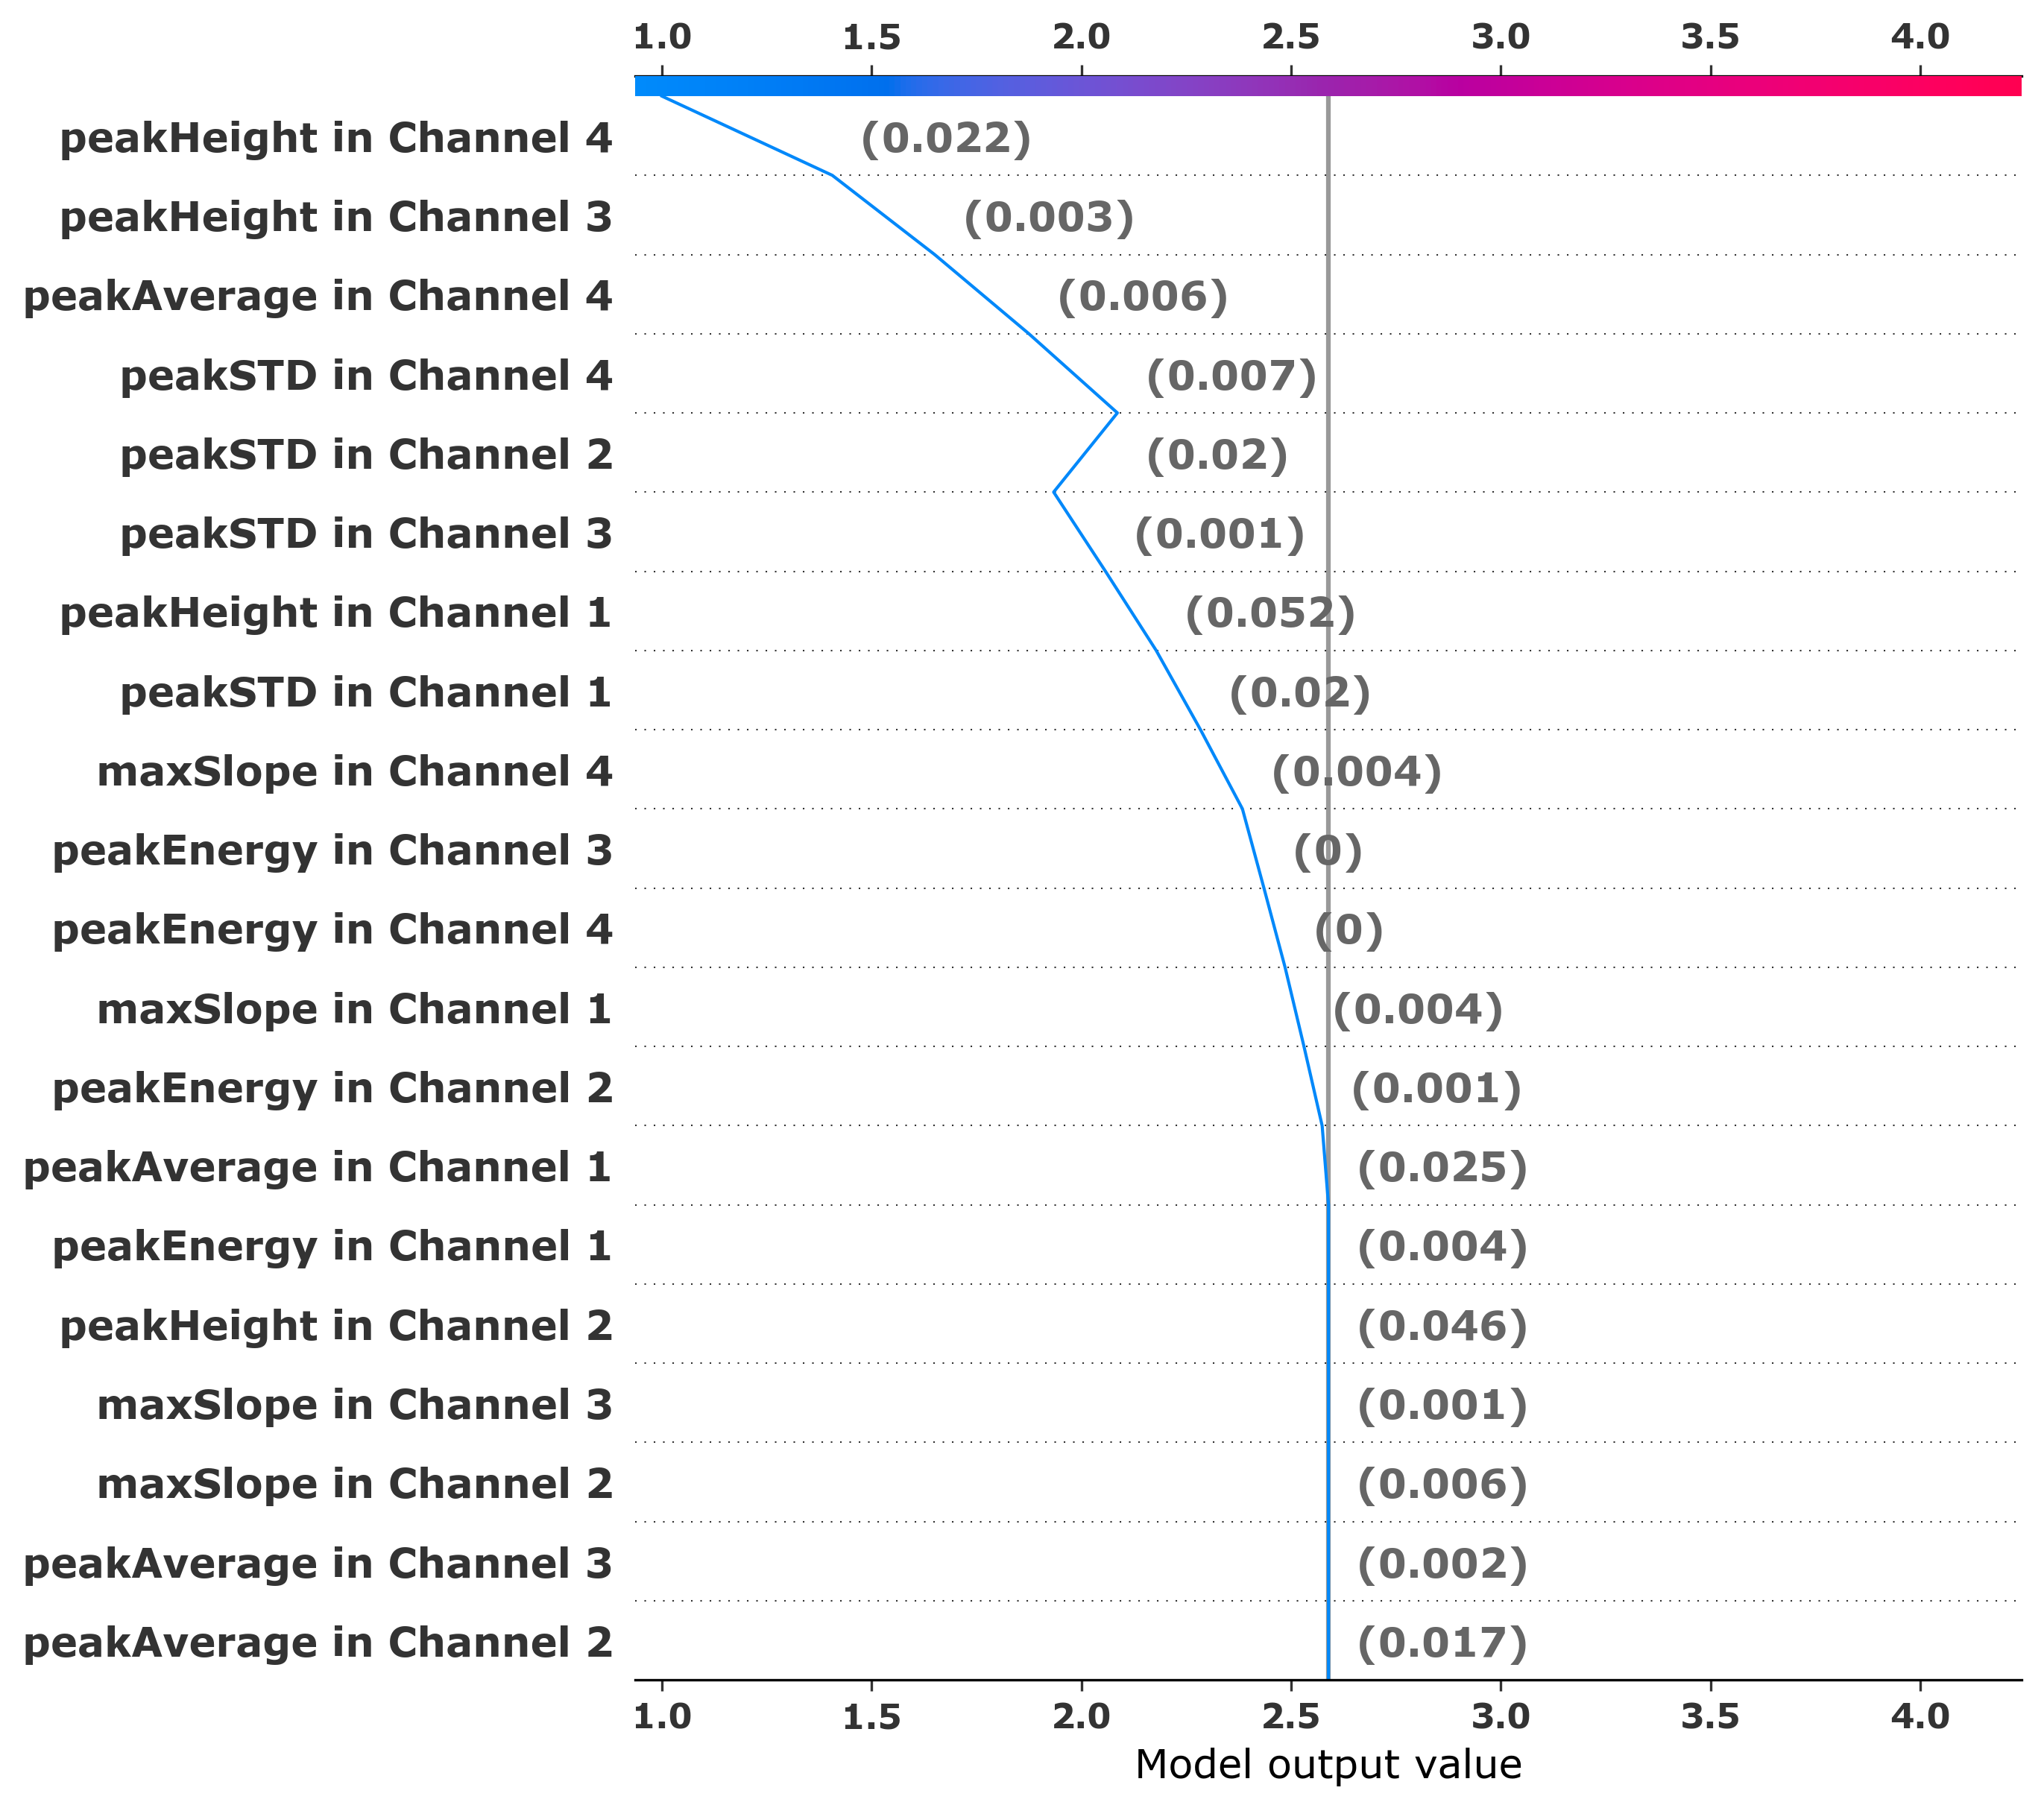 1.0 1.5 2.0 2.5 3.0 3.5 4.0
peakHeight in Channel 4 (0.022)
peakHeight in Channel 3 (0.003)
peakAverage in Channel 4 (0.006)
peakSTD in Channel 4 (0.007)
peakSTD in Channel 2 (0.02)
peakSTD in Channel 3 (0.001)
peakHeight in Channel 1 (0.052)
peakSTD in Channel 1 (0.02)
maxSlope in Channel 4 (0.004)
peakEnergy in Channel 3 (0)
peakEnergy in Channel 4 (0)
maxSlope in Channel 1 (0.004)
peakEnergy in Channel 2 (0.001)
peakAverage in Channel 1 (0.025)
peakEnergy in Channel 1 (0.004)
peakHeight in Channel 2 (0.046)
maxSlope in Channel 3 (0.001)
maxSlope in Channel 2 (0.006)
peakAverage in Channel 3 (0.002)
peakAverage in Channel 2 (0.017)
1.0 1.5 2.0 2.5 3.0 3.5 4.0
Model output value